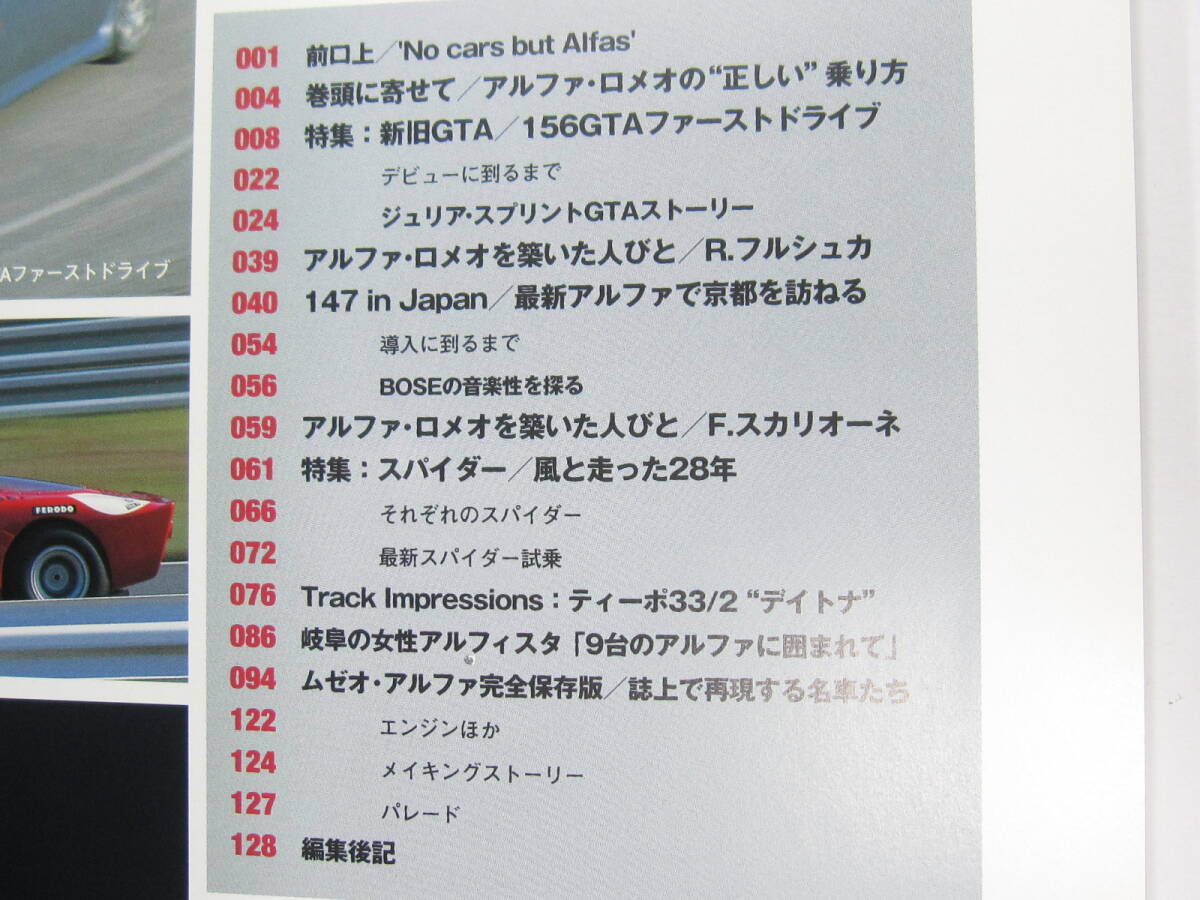 001 前口上／'No cars but Alfas'
004 巻頭に寄せて／アルファ・ロメオの“正しい”乗り方
008 特集：新旧GTA／156GTAファーストドライブ
022 デビューに到るまで
024 ジュリア・スプリントGTAストーリー
039 アルファ・ロメオを築いた人びと／R.フルシュカ
040 147 in Japan／最新アルファで京都を訪ねる
054 導入に到るまで
056 BOSEの音楽性を探る
059 アルファ・ロメオを築いた人びと／F.スカリオーネ
061 特集：スパイダー／風と走った28年
066 それぞれのスパイダー
072 最新スパイダー試乗
076 Track Impressions：ティーポ33/2 “デイトナ”
086 岐阜の女性アルフィスタ「9台のアルファに囲まれて」
094 ムゼオ・アルファ完全保存版／誌上で再現する名車たち
122 エンジンほか
124 メイキングストーリー
127 パレード
128 編集後記
Aファーストドライブ
FERODO